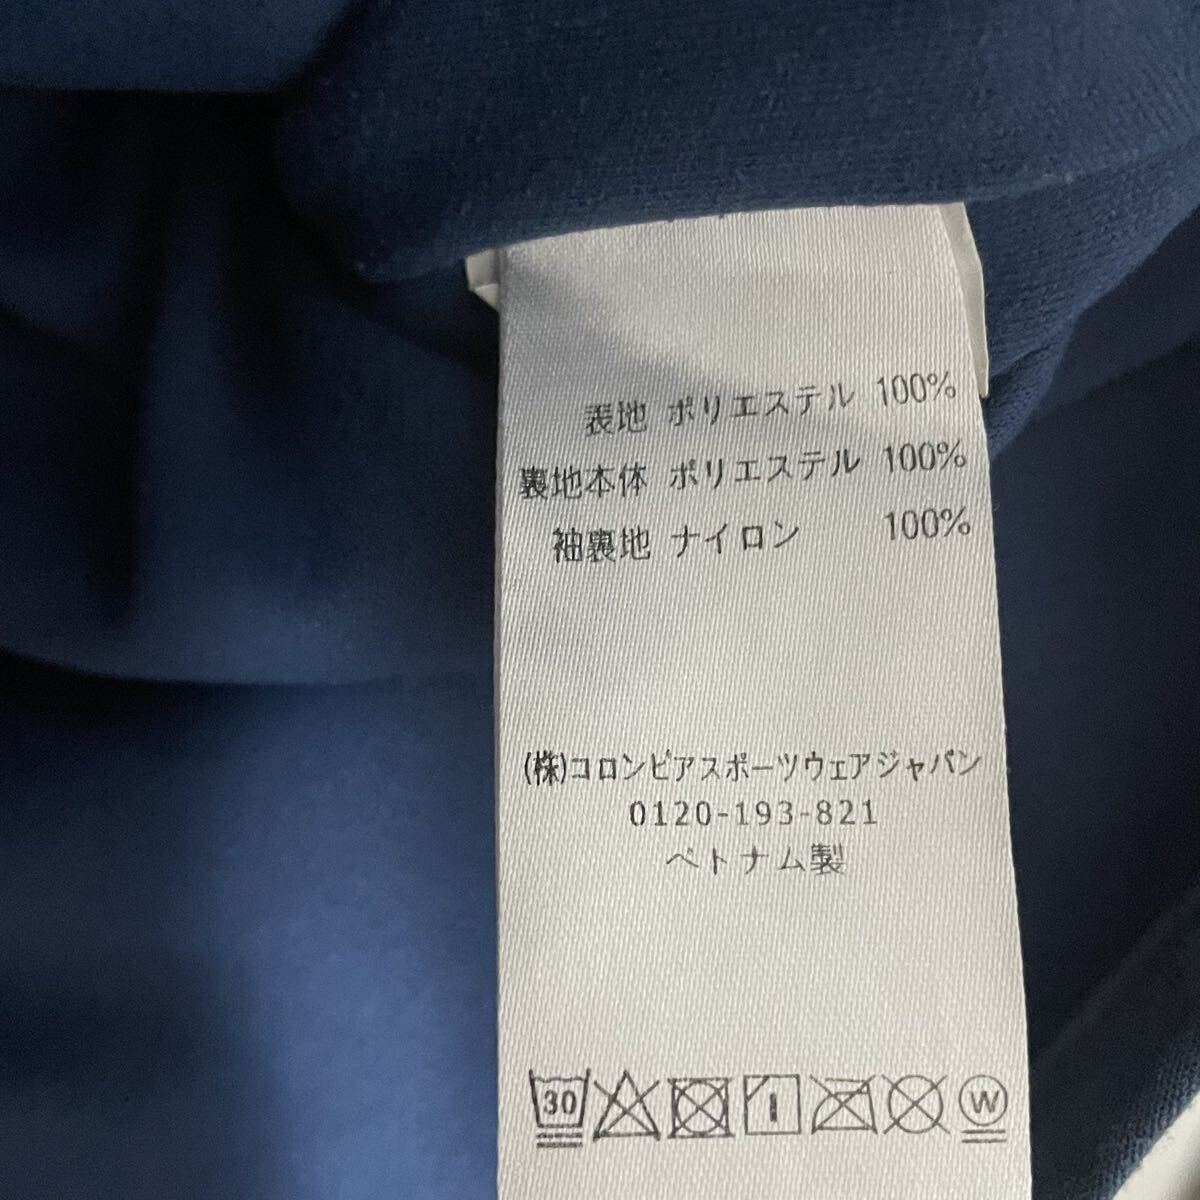 表地 ポリエステル 100%
裏地本体 ポリエステル 100%
袖裏地 ナイロン 100%
(株)コロンビアスポーツウェアジャパン
0120-193-821
ベトナム製
30 W